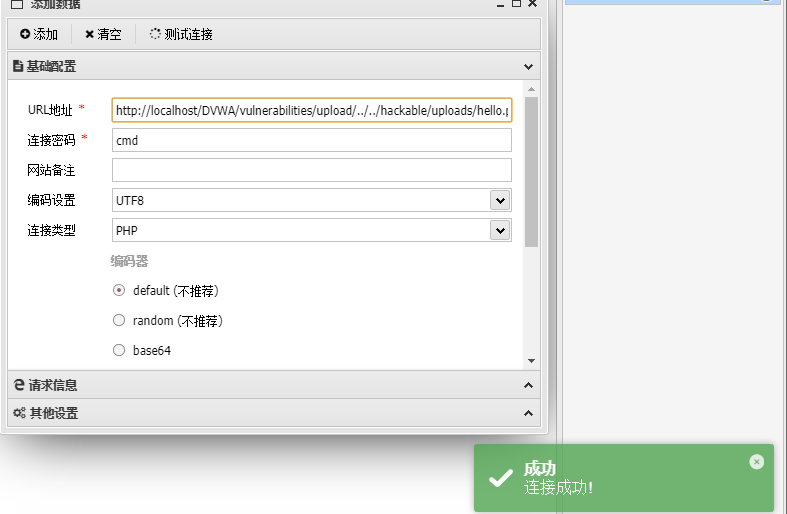 添加数据
添加 清空 测试连接
基础配置
URL地址 * http://localhost/DVWA/vulnerabilities/upload/../../hackable/uploads/hello.p
连接密码 * cmd
网站备注
编码设置 UTF8
连接类型 PHP
编码器
default (不推荐)
random (不推荐)
base64
请求信息
其他设置
成功
连接成功!